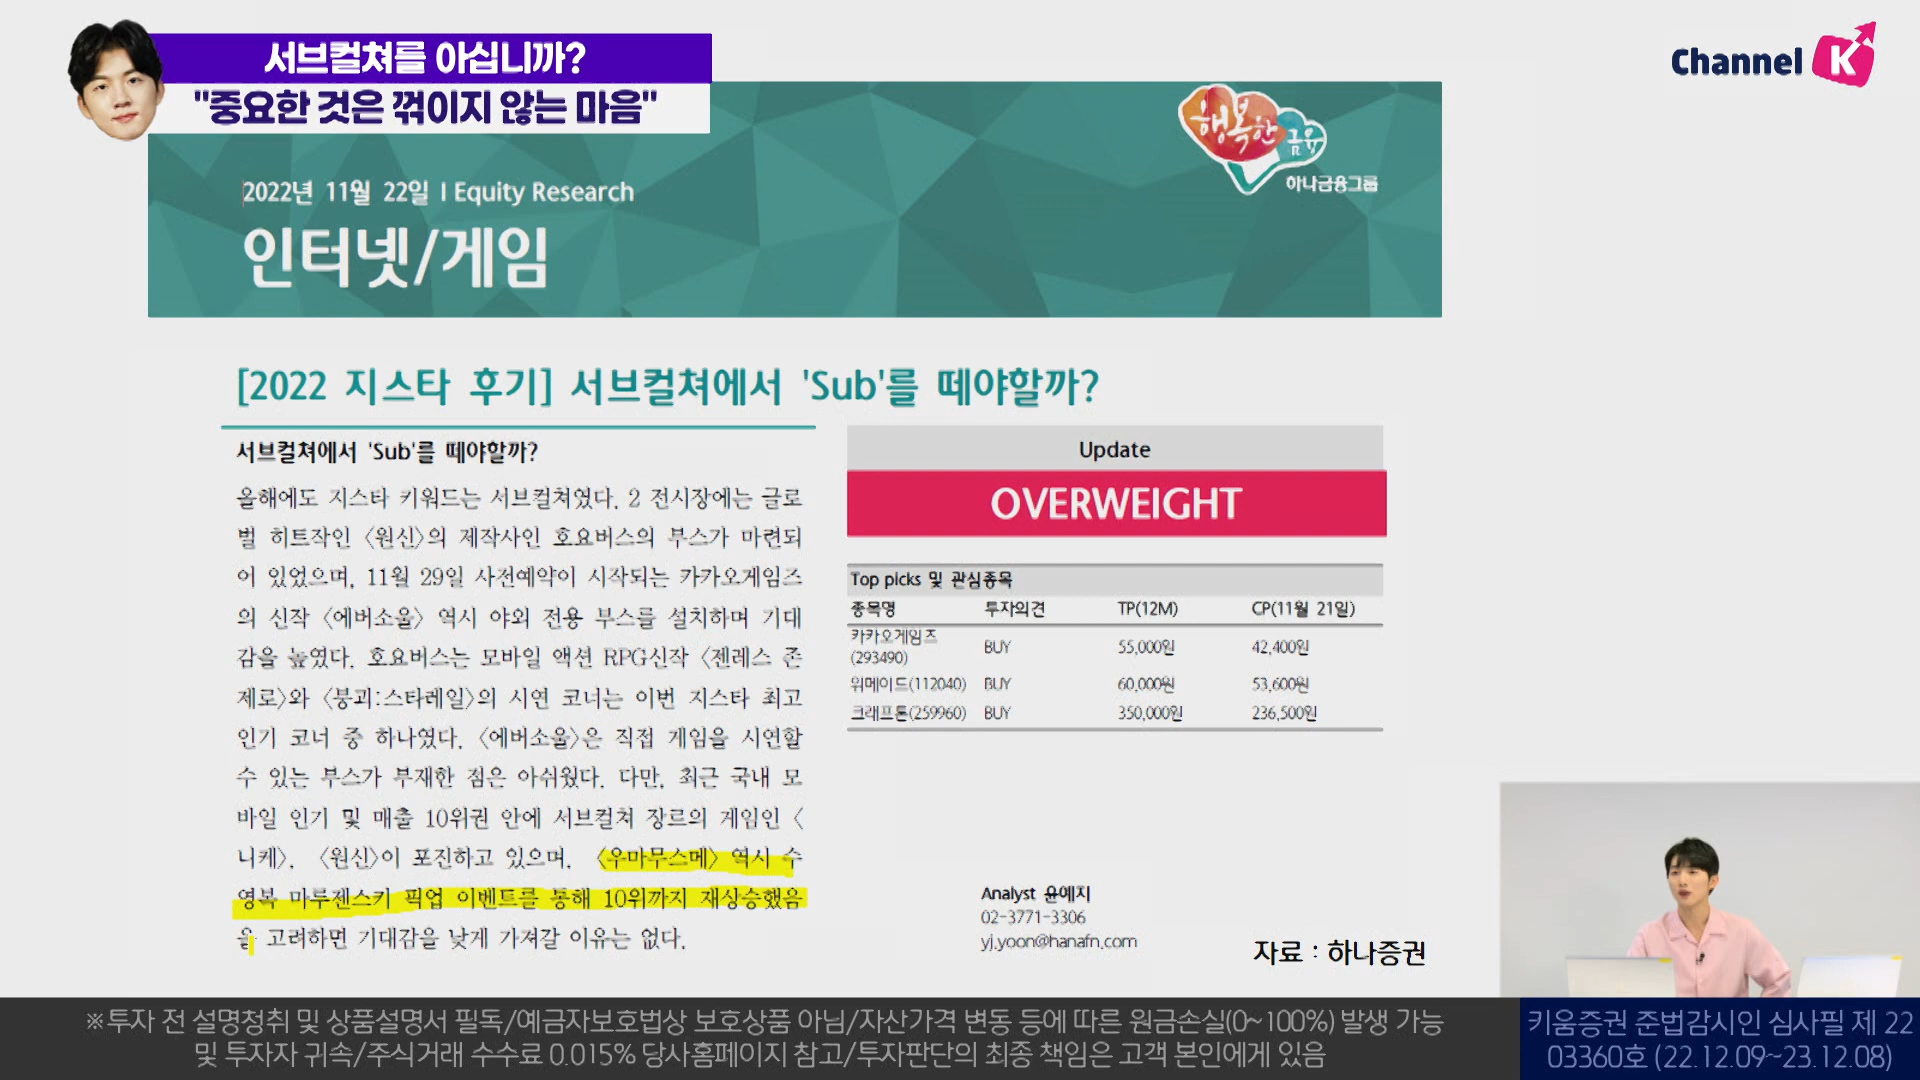 서브컬쳐를 아십니까?
"중요한 것은 꺾이지 않는 마음"
Channel K
행복한 금융
하나금융그룹
2022년 11월 22일 I Equity Research
인터넷/게임
[2022 지스타 후기] 서브컬쳐에서 'Sub'를 떼야할까?
서브컬쳐에서 'Sub'를 떼야할까?
올해에도 지스타 키워드는 서브컬쳐였다. 2 전시장에는 글로
벌 히트작인 〈원신〉의 제작사인 호요버스의 부스가 마련되
어 있었으며, 11월 29일 사전예약이 시작되는 카카오게임즈
의 신작 〈에버소울〉 역시 야외 전용 부스를 설치하며 기대
감을 높였다. 호요버스는 모바일 액션 RPG신작 〈젠레스 존
제로〉와 〈붕괴:스타레일〉의 시연 코너는 이번 지스타 최고
인기 코너 중 하나였다. 〈에버소울〉은 직접 게임을 시연할
수 있는 부스가 부재한 점은 아쉬웠다. 다만, 최근 국내 모
바일 인기 및 매출 10위권 안에 서브컬쳐 장르의 게임인 〈
니케〉, 〈원신〉이 포진하고 있으며, 〈우마무스메〉 역시 수
영복 마루젠스키 픽업 이벤트를 통해 10위까지 재상승했음
을 고려하면 기대감을 낮게 가져갈 이유는 없다.
Update
OVERWEIGHT
Top picks 및 관심종목
종목명 투자의견 TP(12M) CP(11월 21일)
카카오게임즈
(293490) BUY 55,000원 42,400원
위메이드(112040) BUY 60,000원 53,600원
크래프톤(259960) BUY 350,000원 236,500원
Analyst 윤예지
02-3771-3306
yj.yoon@hanafn.com
자료 : 하나증권
※투자 전 설명청취 및 상품설명서 필독/예금자보호법상 보호상품 아님/자산가격 변동 등에 따른 원금손실(0~100%) 발생 가능
및 투자자 귀속/주식거래 수수료 0.015% 당사홈페이지 참고/투자판단의 최종 책임은 고객 본인에게 있음
키움증권 준법감시인 심사필 제 22
03360호 (22.12.09~23.12.08)